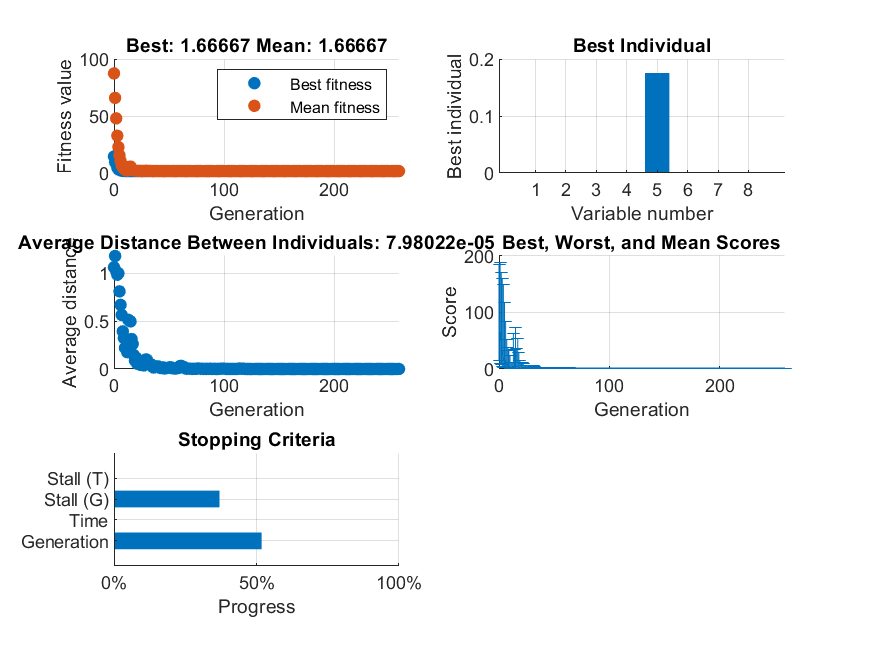 Best: 1.66667 Mean: 1.66667
Fitness value
100
50
0
0
100
200
Generation
Best fitness
Mean fitness
Best Individual
Best individual
0.2
0.1
0
1 2 3 4 5 6 7 8
Variable number
Average Distance Between Individuals: 7.98022e-05
Average distance
1
0.5
0
0
100
200
Generation
Best, Worst, and Mean Scores
Score
200
100
0
0
100
200
Generation
Stopping Criteria
Stall (T)
Stall (G)
Time
Generation
0%
50%
100%
Progress